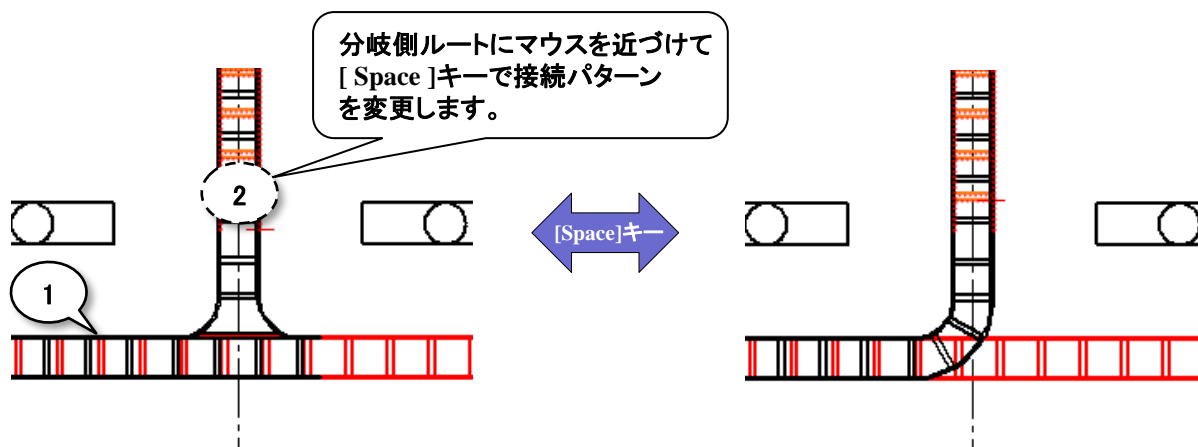 分岐側ルートにマウスを近づけて
[ Space ]キーで接続パターン
を変更します。
2
[Space]キー
1